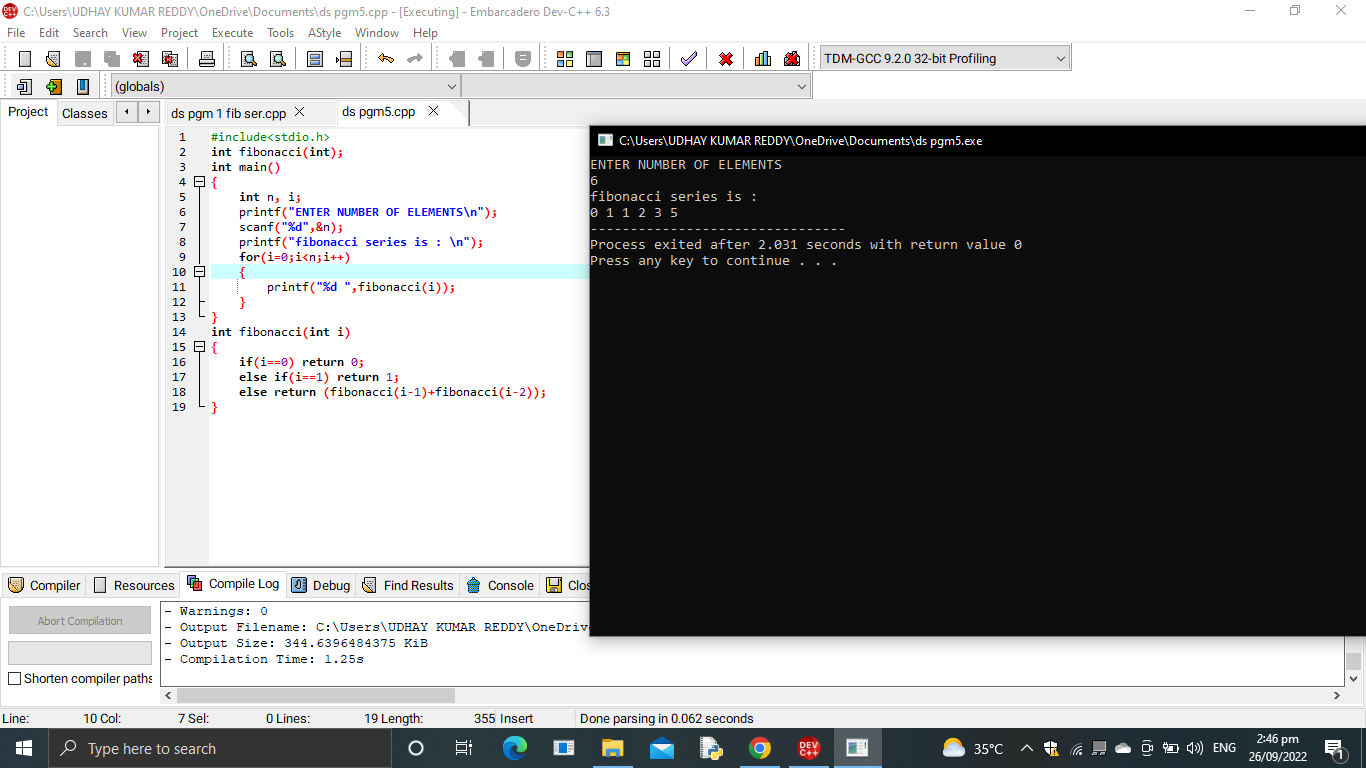 C:\Users\UDHAY KUMAR REDDY\OneDrive\Documents\ds pgm5.cpp - [Executing] - Embarcadero Dev-C++ 6.3
File Edit Search View Project Execute Tools AStyle Window Help
TDM-GCC 9.2.0 32-bit Profiling
(globals)
Project Classes ds pgm 1 fib ser.cpp ds pgm5.cpp
1 #include<stdio.h>
2 int fibonacci(int);
3 int main()
4 {
5 int n, i;
6 printf("ENTER NUMBER OF ELEMENTS\n");
7 scanf("%d",&n);
8 printf("fibonacci series is : \n");
9 for(i=0;i<n;i++)
10 {
11 printf("%d ",fibonacci(i));
12 }
13 }
14 int fibonacci(int i)
15 {
16 if(i==0) return 0;
17 else if(i==1) return 1;
18 else return (fibonacci(i-1)+fibonacci(i-2));
19 }
C:\Users\UDHAY KUMAR REDDY\OneDrive\Documents\ds pgm5.exe
ENTER NUMBER OF ELEMENTS
6
fibonacci series is :
0 1 1 2 3 5
--------------------------------
Process exited after 2.031 seconds with return value 0
Press any key to continue . . .
Compiler Resources Compile Log Debug Find Results Console Clos
Abort Compilation
Shorten compiler paths
- Warnings: 0
- Output Filename: C:\Users\UDHAY KUMAR REDDY\OneDriv
- Output Size: 344.6396484375 KiB
- Compilation Time: 1.25s
Line: 10 Col: 7 Sel: 0 Lines: 19 Length: 355 Insert Done parsing in 0.062 seconds
Type here to search
DEV C++
35°C
ENG
2:46 pm
26/09/2022
1